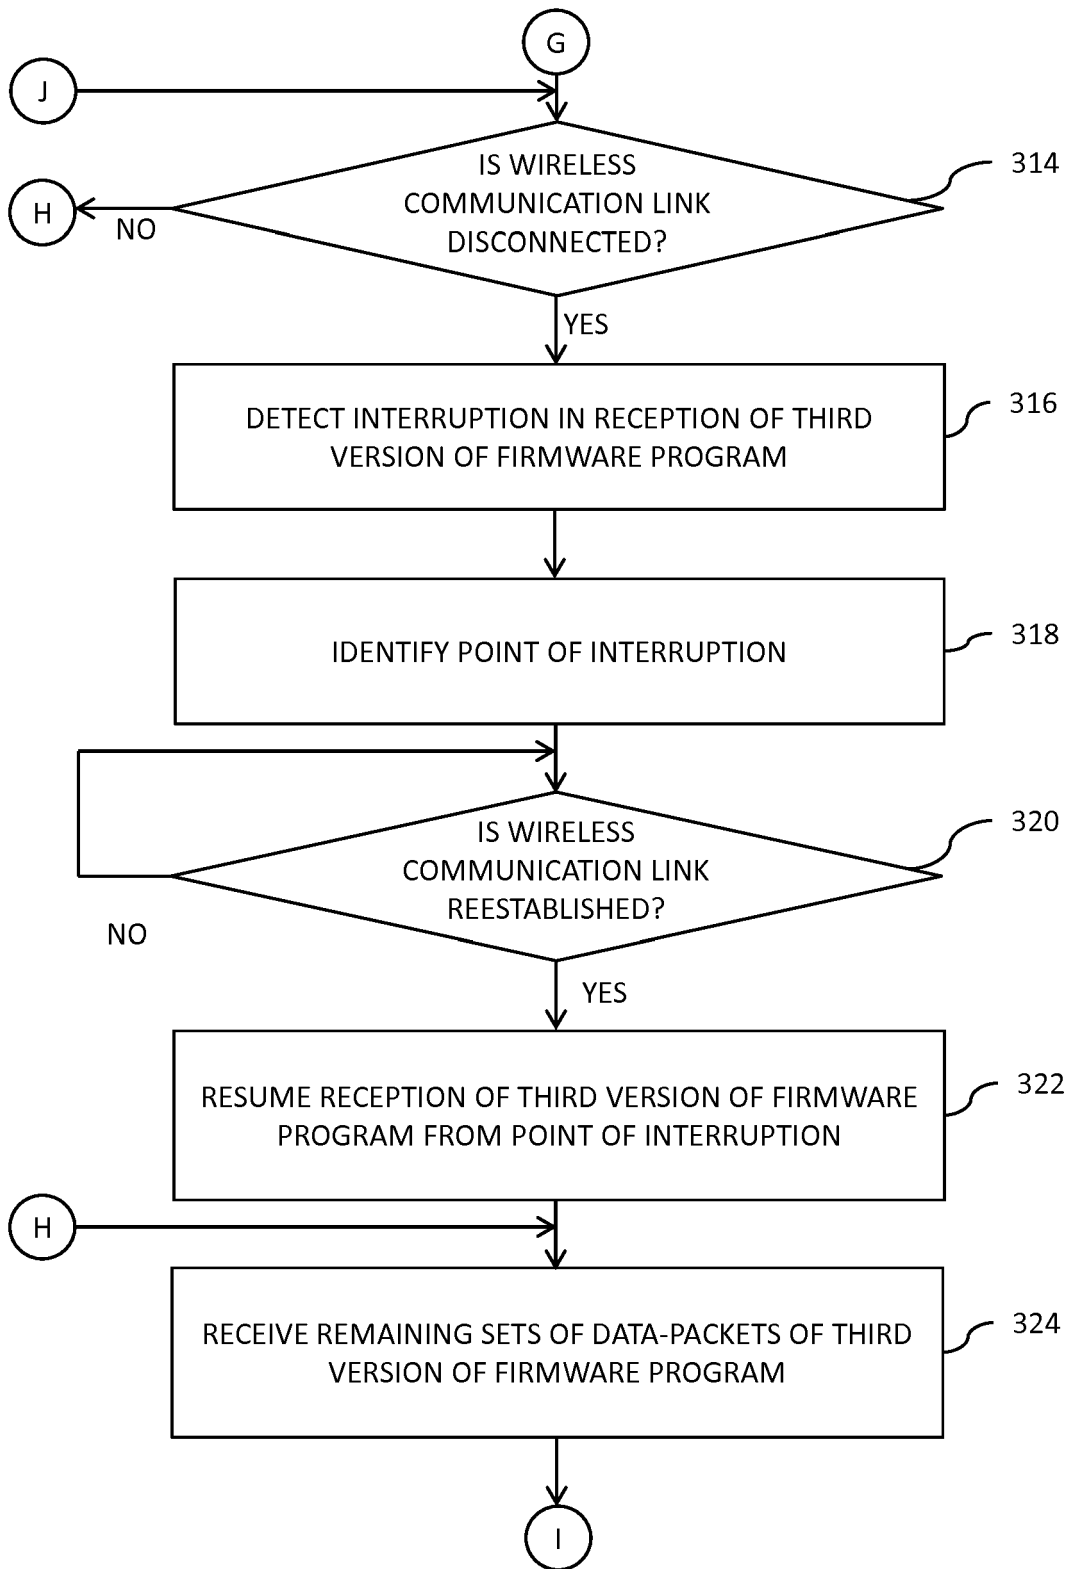 G
J
IS WIRELESS
COMMUNICATION LINK
DISCONNECTED?
314
H
NO
YES
DETECT INTERRUPTION IN RECEPTION OF THIRD
VERSION OF FIRMWARE PROGRAM
316
IDENTIFY POINT OF INTERRUPTION
318
IS WIRELESS
COMMUNICATION LINK
REESTABLISHED?
320
NO
YES
RESUME RECEPTION OF THIRD VERSION OF FIRMWARE
PROGRAM FROM POINT OF INTERRUPTION
322
H
RECEIVE REMAINING SETS OF DATA-PACKETS OF THIRD
VERSION OF FIRMWARE PROGRAM
324
I